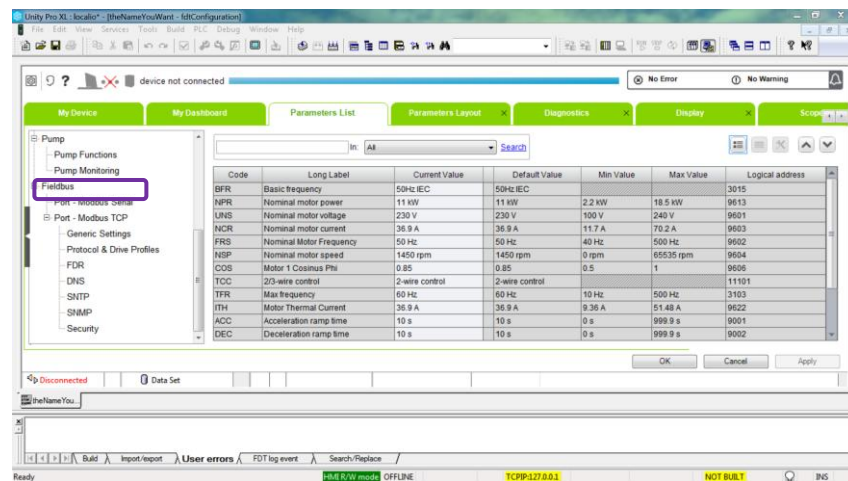 Unity Pro XL : localio* - [theNameYouWant - fdtConfiguration]
File Edit View Services Tools Build PLC Debug Window Help
device not connected
No Error
No Warning
My Device
My Dashboard
Parameters List
Parameters Layout
Diagnostics
Display
Scope
Pump
Pump Functions
Pump Monitoring
Fieldbus
Port - Modbus Serial
Port - Modbus TCP
Generic Settings
Protocol & Drive Profiles
FDR
DNS
SNTP
SNMP
Security
In: All
Search
Code Long Label Current Value Default Value Min Value Max Value Logical address
BFR Basic frequency 50Hz IEC 50Hz IEC 3015
NPR Nominal motor power 11 kW 11 kW 2.2 kW 18.5 kW 9613
UNS Nominal motor voltage 230 V 230 V 100 V 240 V 9601
NCR Nominal motor current 36.9 A 36.9 A 11.7 A 70.2 A 9603
FRS Nominal Motor Frequency 50 Hz 50 Hz 40 Hz 500 Hz 9602
NSP Nominal motor speed 1450 rpm 1450 rpm 0 rpm 65535 rpm 9604
COS Motor 1 Cosinus Phi 0.85 0.85 0.5 1 9606
TCC 2/3-wire control 2-wire control 2-wire control 11101
TFR Max frequency 60 Hz 60 Hz 10 Hz 500 Hz 3103
ITH Motor Thermal Current 36.9 A 36.9 A 9.36 A 51.48 A 9622
ACC Acceleration ramp time 10 s 10 s 0 s 999.9 s 9001
DEC Deceleration ramp time 10 s 10 s 0 s 999.9 s 9002
OK Cancel Apply
Disconnected Data Set
theNameYou...
Build Import/export User errors FDT log event Search/Replace
Ready HMI R/W mode OFFLINE TCPIP:127.0.0.1 NOT BUILT INS